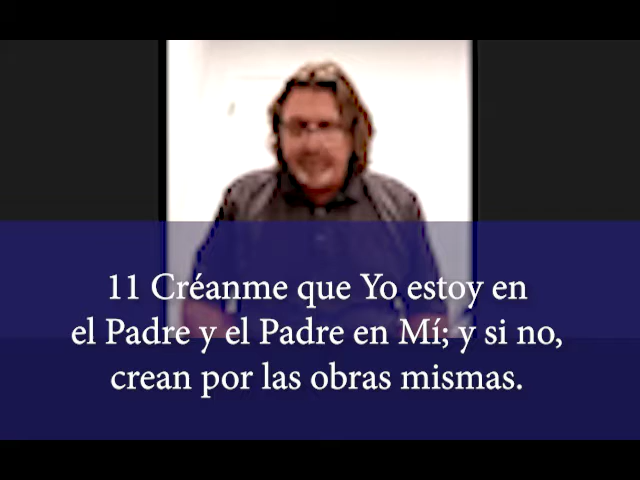 11 Créanme que Yo estoy en
el Padre y el Padre en Mí; y si no,
crean por las obras mismas.